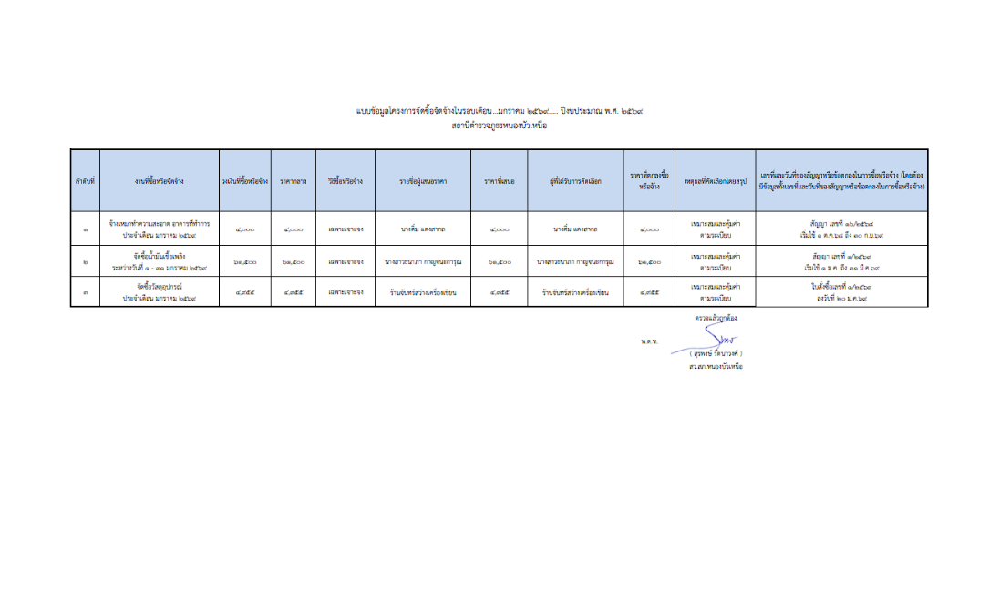 แบบข้อมูลโครงการจัดซื้อจัดจ้างในรอบเดือน...มกราคม ๒๕๖๙..... ปีงบประมาณ พ.ศ. ๒๕๖๙
สถานีตำรวจภูธรหนองบัวเหนือ
ลำดับที่ งานที่ซื้อหรือจัดจ้าง วงเงินที่ซื้อหรือจ้าง ราคากลาง วิธีซื้อหรือจ้าง รายชื่อผู้เสนอราคา ราคาที่เสนอ ผู้ที่ได้รับการคัดเลือก ราคาที่ตกลงซื้อ เหตุผลที่คัดเลือกโดยสรุป เลขที่และวันที่ของสัญญาหรือข้อตกลงในการซื้อหรือจ้าง (โดยต้อง
หรือจ้าง มีข้อมูลทั้งเลขที่และวันที่ของสัญญาหรือข้อตกลงในการซื้อหรือจ้าง)
๑ จ้างเหมาทำความสะอาด อาคารที่ทำการ ๔,๐๐๐ ๔,๐๐๐ เฉพาะเจาะจง นางติ๋ม แดงสากล ๔,๐๐๐ นางติ๋ม แดงสากล ๔,๐๐๐ เหมาะสมและคุ้มค่า สัญญา เลขที่ ๑๖/๒๕๖๘
ประจำเดือน มกราคม ๒๕๖๙ ตามระเบียบ เริ่มใช้ ๑ ต.ค.๖๘ ถึง ๓๐ ก.ย.๖๙
๒ จัดซื้อน้ำมันเชื้อเพลิง ๖๑,๕๐๐ ๖๑,๕๐๐ เฉพาะเจาะจง นางสาวธนาภา กาญจนะการุณ ๖๑,๕๐๐ นางสาวธนาภา กาญจนะการุณ ๖๑,๕๐๐ เหมาะสมและคุ้มค่า สัญญา เลขที่ ๑/๒๕๖๙
ระหว่างวันที่ ๑ - ๓๑ มกราคม ๒๕๖๙ ตามระเบียบ เริ่มใช้ ๑ ม.ค. ถึง ๓๑ มี.ค.๖๙
๓ จัดซื้อวัสดุอุปกรณ์ ๔,๙๕๕ ๔,๙๕๕ เฉพาะเจาะจง ร้านจันทร์สว่างเครื่องเขียน ๔,๙๕๕ ร้านจันทร์สว่างเครื่องเขียน ๔,๙๕๕ เหมาะสมและคุ้มค่า ใบสั่งซื้อเลขที่ ๑/๒๕๖๙
ประจำเดือน มกราคม ๒๕๖๙ ตามระเบียบ ลงวันที่ ๒๐ ม.ค.๖๙
ตรวจแล้วถูกต้อง
พ.ต.ท.
( สุรพงษ์ รัตนวงศ์ )
สว.สภ.หนองบัวเหนือ